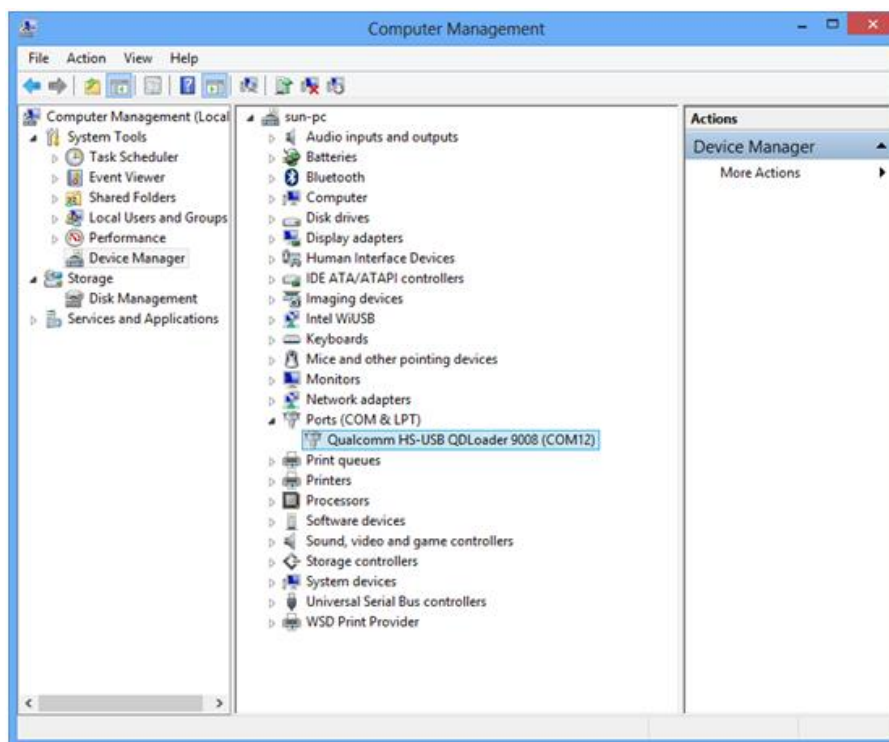 Computer Management
File Action View Help
Computer Management (Local
System Tools
Task Scheduler
Event Viewer
Shared Folders
Local Users and Groups
Performance
Device Manager
Storage
Disk Management
Services and Applications
sun-pc
Audio inputs and outputs
Batteries
Bluetooth
Computer
Disk drives
Display adapters
Human Interface Devices
IDE ATA/ATAPI controllers
Imaging devices
Intel WiUSB
Keyboards
Mice and other pointing devices
Monitors
Network adapters
Ports (COM & LPT)
Qualcomm HS-USB QDLoader 9008 (COM12)
Print queues
Printers
Processors
Software devices
Sound, video and game controllers
Storage controllers
System devices
Universal Serial Bus controllers
WSD Print Provider
Actions
Device Manager
More Actions